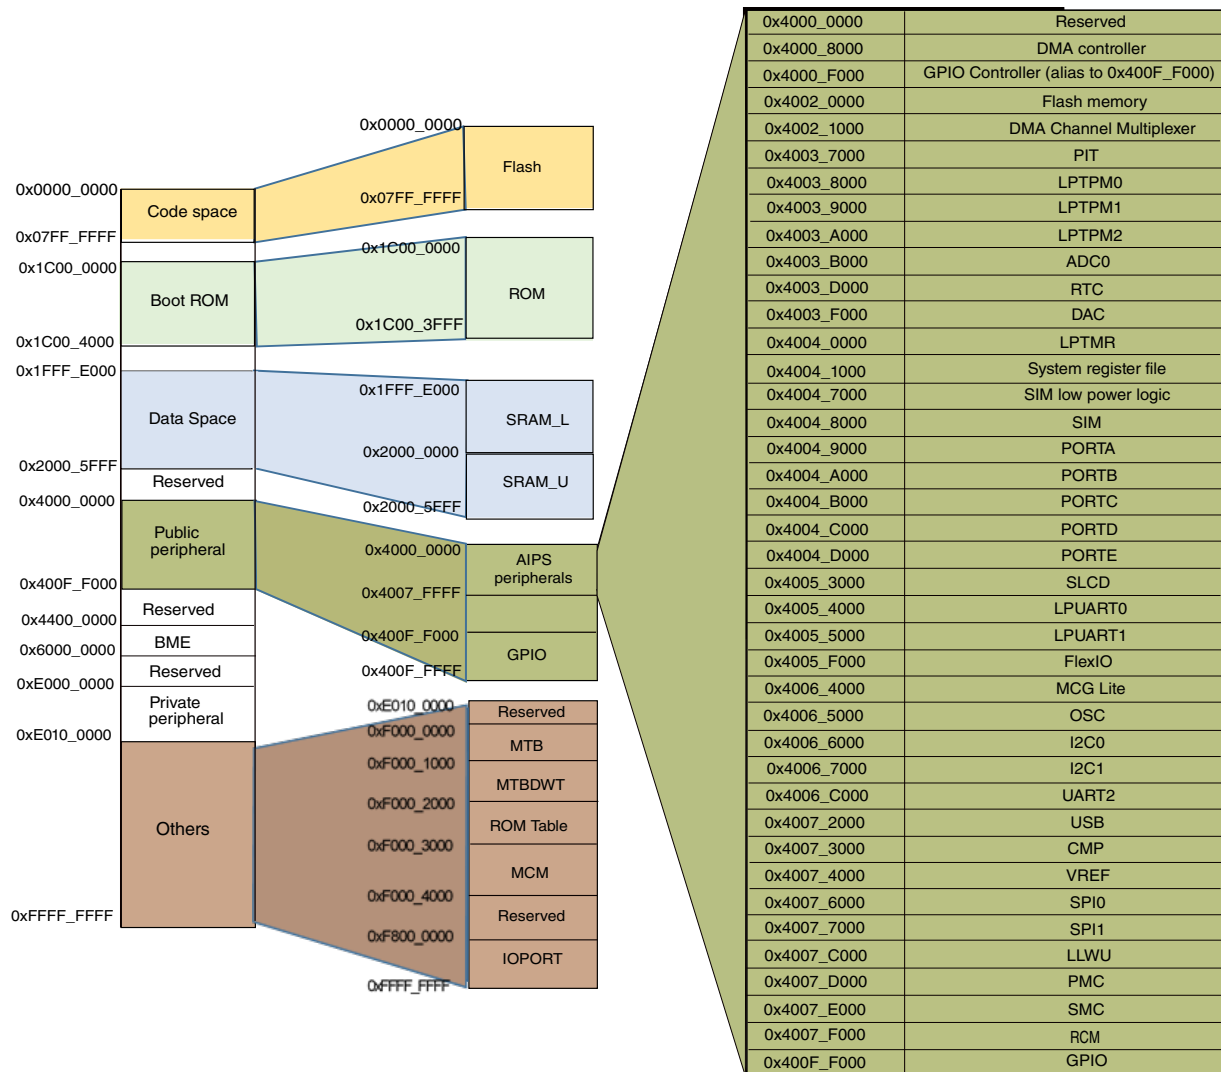 0x0000_0000
Code space
0x07FF_FFFF
0x1C00_0000
Boot ROM
0x1C00_4000
0x1FFF_E000
Data Space
0x2000_5FFF
Reserved
0x4000_0000
Public
peripheral
0x400F_F000
Reserved
0x4400_0000
BME
0x6000_0000
Reserved
0xE000_0000
Private
peripheral
0xE010_0000
Others
0xFFFF_FFFF
0x0000_0000
Flash
0x07FF_FFFF
0x1C00_0000
ROM
0x1C00_3FFF
0x1FFF_E000
SRAM_L
0x2000_0000
SRAM_U
0x2000_5FFF
0x4000_0000
AIPS
peripherals
0x4007_FFFF
0x400F_F000
GPIO
0x400F_FFFF
0xE010_0000
Reserved
0xF000_0000
MTB
0xF000_1000
MTBDWT
0xF000_2000
ROM Table
0xF000_3000
MCM
0xF000_4000
Reserved
0xF800_0000
IOPORT
0xFFFF_FFFF
0x4000_0000 Reserved
0x4000_8000 DMA controller
0x4000_F000 GPIO Controller (alias to 0x400F_F000)
0x4002_0000 Flash memory
0x4002_1000 DMA Channel Multiplexer
0x4003_7000 PIT
0x4003_8000 LPTPM0
0x4003_9000 LPTPM1
0x4003_A000 LPTPM2
0x4003_B000 ADC0
0x4003_D000 RTC
0x4003_F000 DAC
0x4004_0000 LPTMR
0x4004_1000 System register file
0x4004_7000 SIM low power logic
0x4004_8000 SIM
0x4004_9000 PORTA
0x4004_A000 PORTB
0x4004_B000 PORTC
0x4004_C000 PORTD
0x4004_D000 PORTE
0x4005_3000 SLCD
0x4005_4000 LPUART0
0x4005_5000 LPUART1
0x4005_F000 FlexIO
0x4006_4000 MCG Lite
0x4006_5000 OSC
0x4006_6000 I2C0
0x4006_7000 I2C1
0x4006_C000 UART2
0x4007_2000 USB
0x4007_3000 CMP
0x4007_4000 VREF
0x4007_6000 SPI0
0x4007_7000 SPI1
0x4007_C000 LLWU
0x4007_D000 PMC
0x4007_E000 SMC
0x4007_F000 RCM
0x400F_F000 GPIO